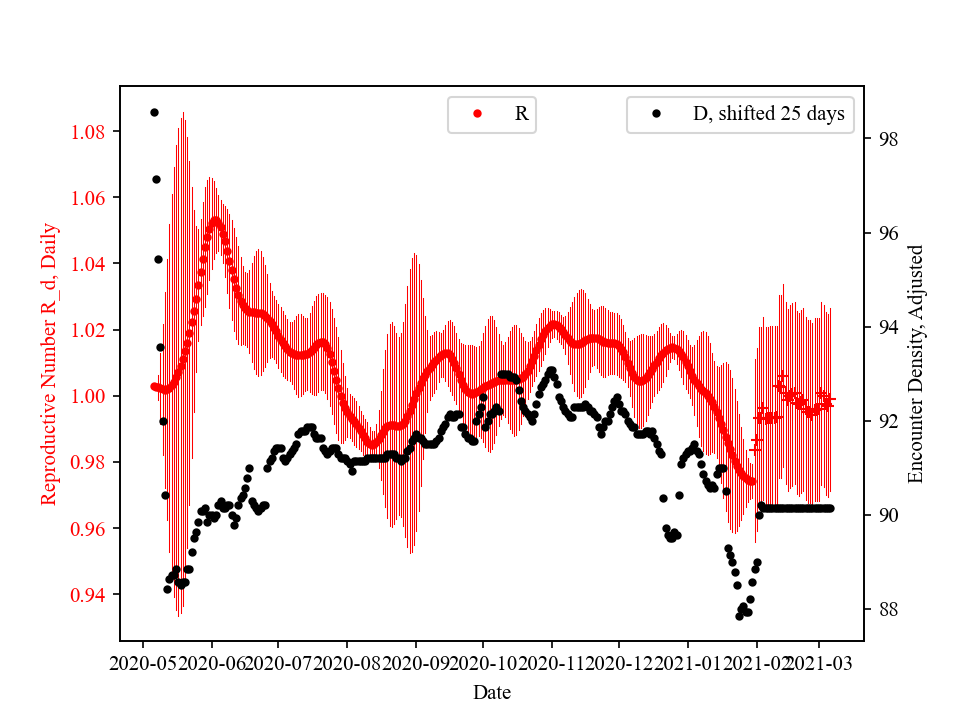 R
D, shifted 25 days
Reproductive Number R_d, Daily
1.08
1.06
1.04
1.02
1.00
0.98
0.96
0.94
98
96
94
92
90
88
Encounter Density, Adjusted
2020-05 2020-06 2020-07 2020-08 2020-09 2020-10 2020-11 2020-12 2021-01 2021-02 2021-03
Date